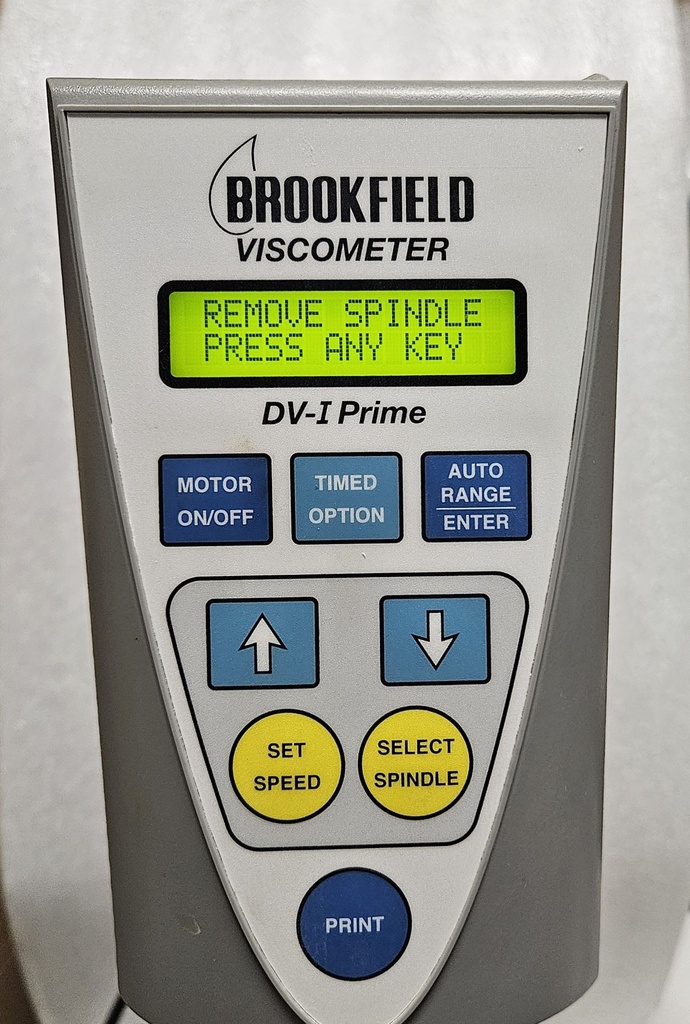 BROOKFIELD
VISCOMETER
REMOVE SPINDLE
PRESS ANY KEY
DV-I Prime
MOTOR
ON/OFF
TIMED
OPTION
AUTO
RANGE
ENTER
SET
SPEED
SELECT
SPINDLE
PRINT